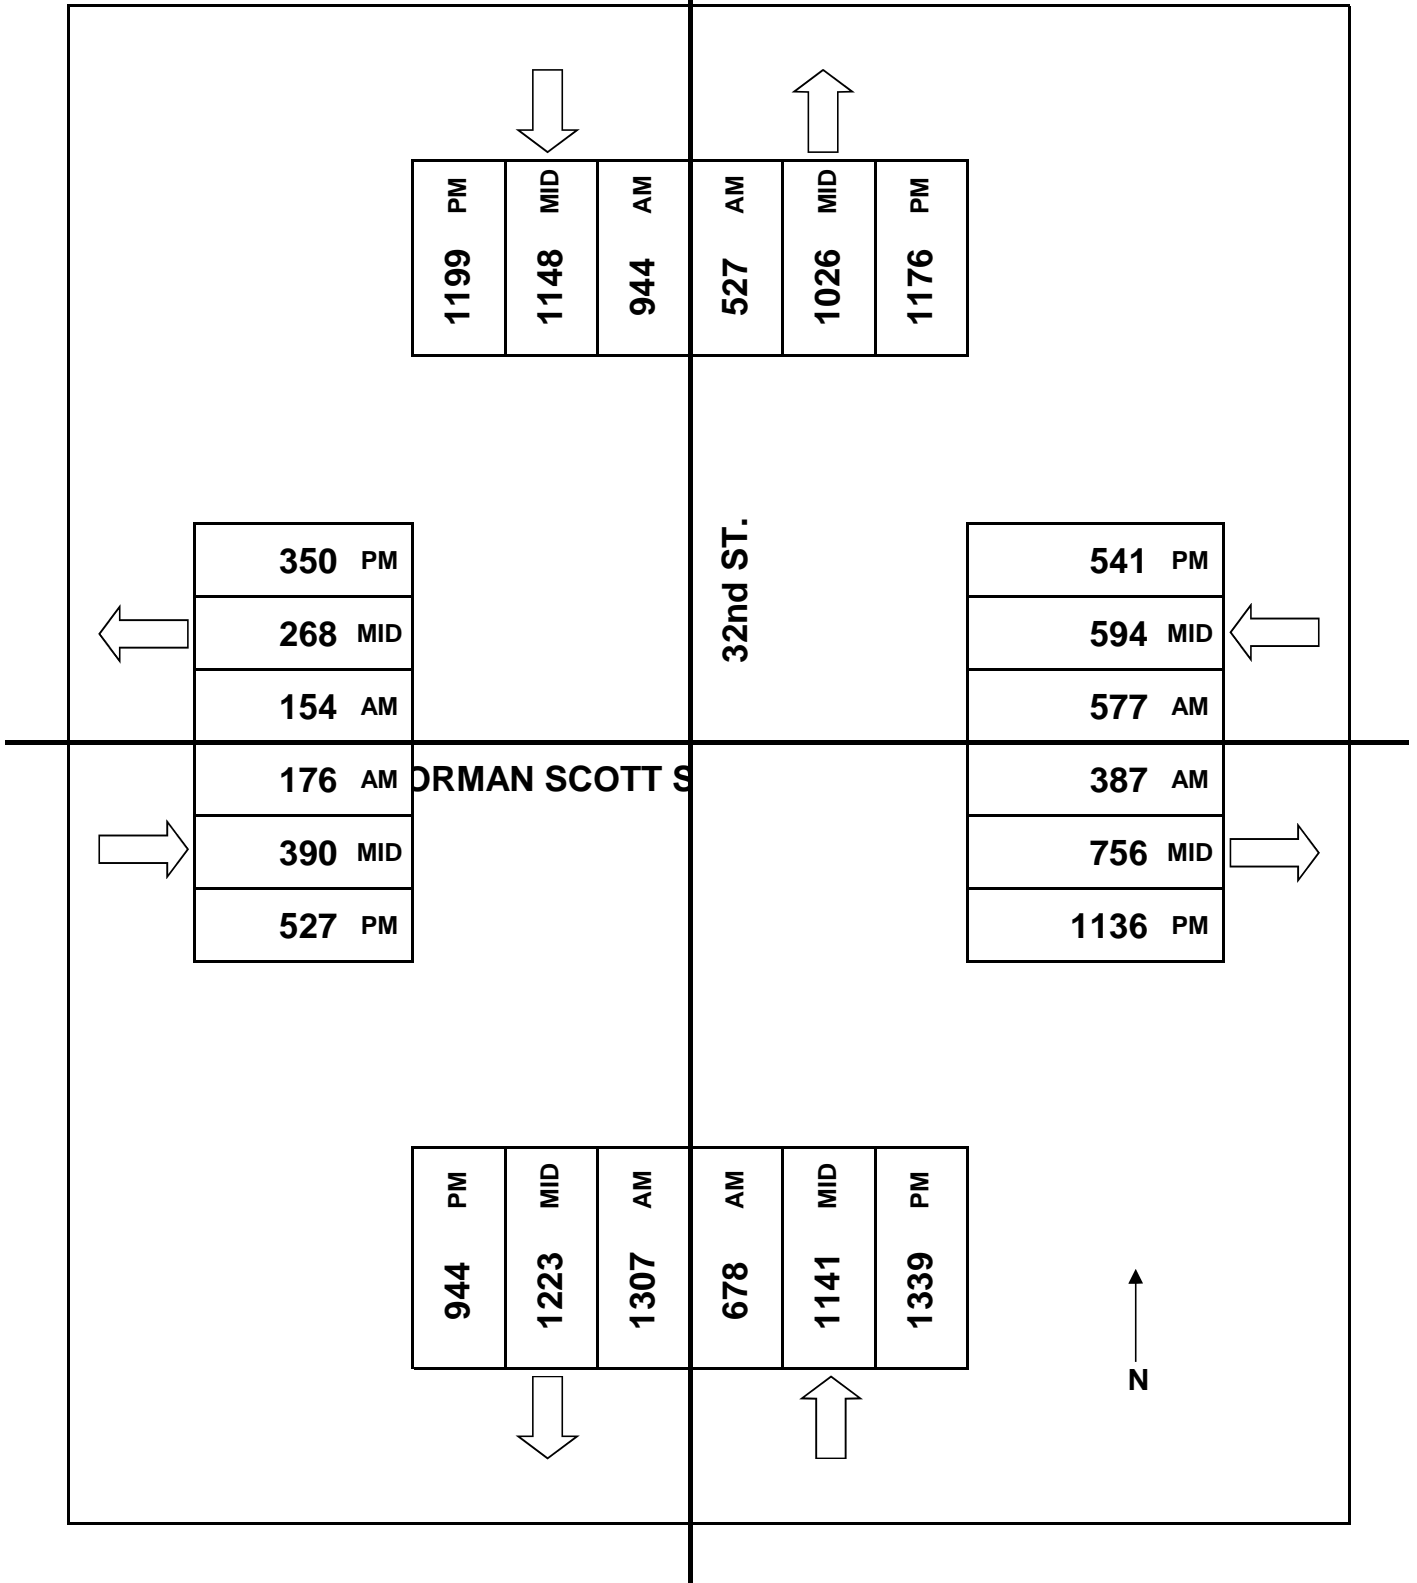 PM MID AM AM MID PM
1199 1148 944 527 1026 1176
32nd ST.
350 PM
268 MID
154 AM
176 AM
390 MID
527 PM
541 PM
594 MID
577 AM
387 AM
756 MID
1136 PM
ORMAN SCOTT S
PM MID AM AM MID PM
944 1223 1307 678 1141 1339
N